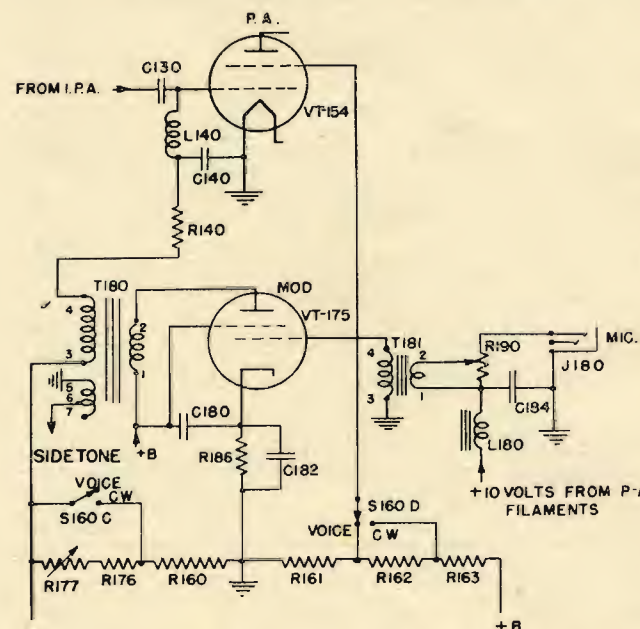 P.A.
C130
FROM I.P.A.
VT-154
L140
C140
R140
T180
MOD
VT-175
4
2
3
1
5
6
7
T181
4
2
3
1
R190
MIC.
J180
C184
L180
C180
R186
C182
+B
SIDETONE
VOICE
CW
S160C
+10 VOLTS FROM P-A
FILAMENTS
S160D
VOICE
CW
R177
R176
R160
R161
R162
R163
+B